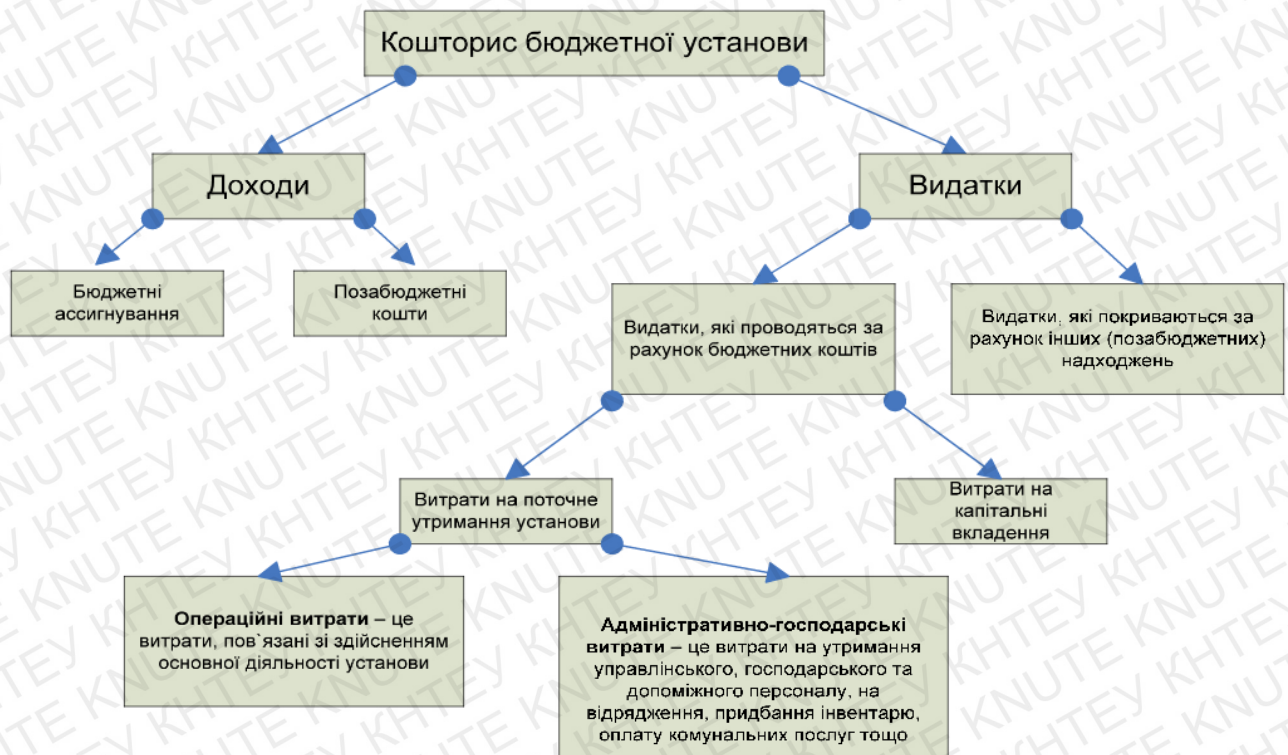 Кошторис бюджетної установи
Доходи
Видатки
Бюджетні
ассигнування
Позабюджетні
кошти
Видатки, які проводяться за
рахунок бюджетних коштів
Видатки, які покриваються за
рахунок інших (позабюджетних)
надходжень
Витрати на поточне
утримання установи
Витрати на
капітальні
вкладення
Операційні витрати – це
витрати, пов`язані зі здійсненням
основної діяльності установи
Адміністративно-господарські
витрати – це витрати на утримання
управлінського, господарського та
допоміжного персоналу, на
відрядження, придбання інвентарю,
оплату комунальних послуг тощо